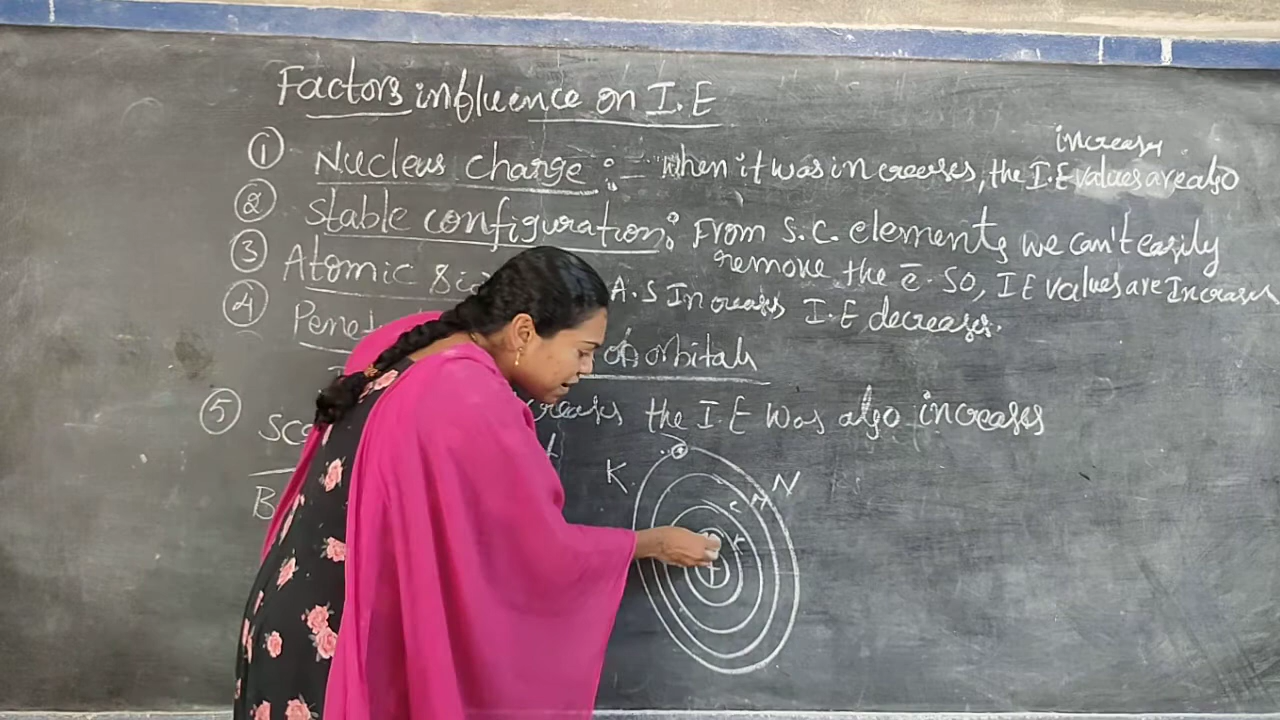 Factors influence on I.E
① Nucleus charge :- when it was increases, the I.E values are also increases
② Stable configuration : From S.C. elements we can't easily
remove the e̅. So, I E values are Increases
③ Atomic A.S Increases I.E decreases.
④ of orbitals
⑤ the I.E was also increases
B
K K L M N
+